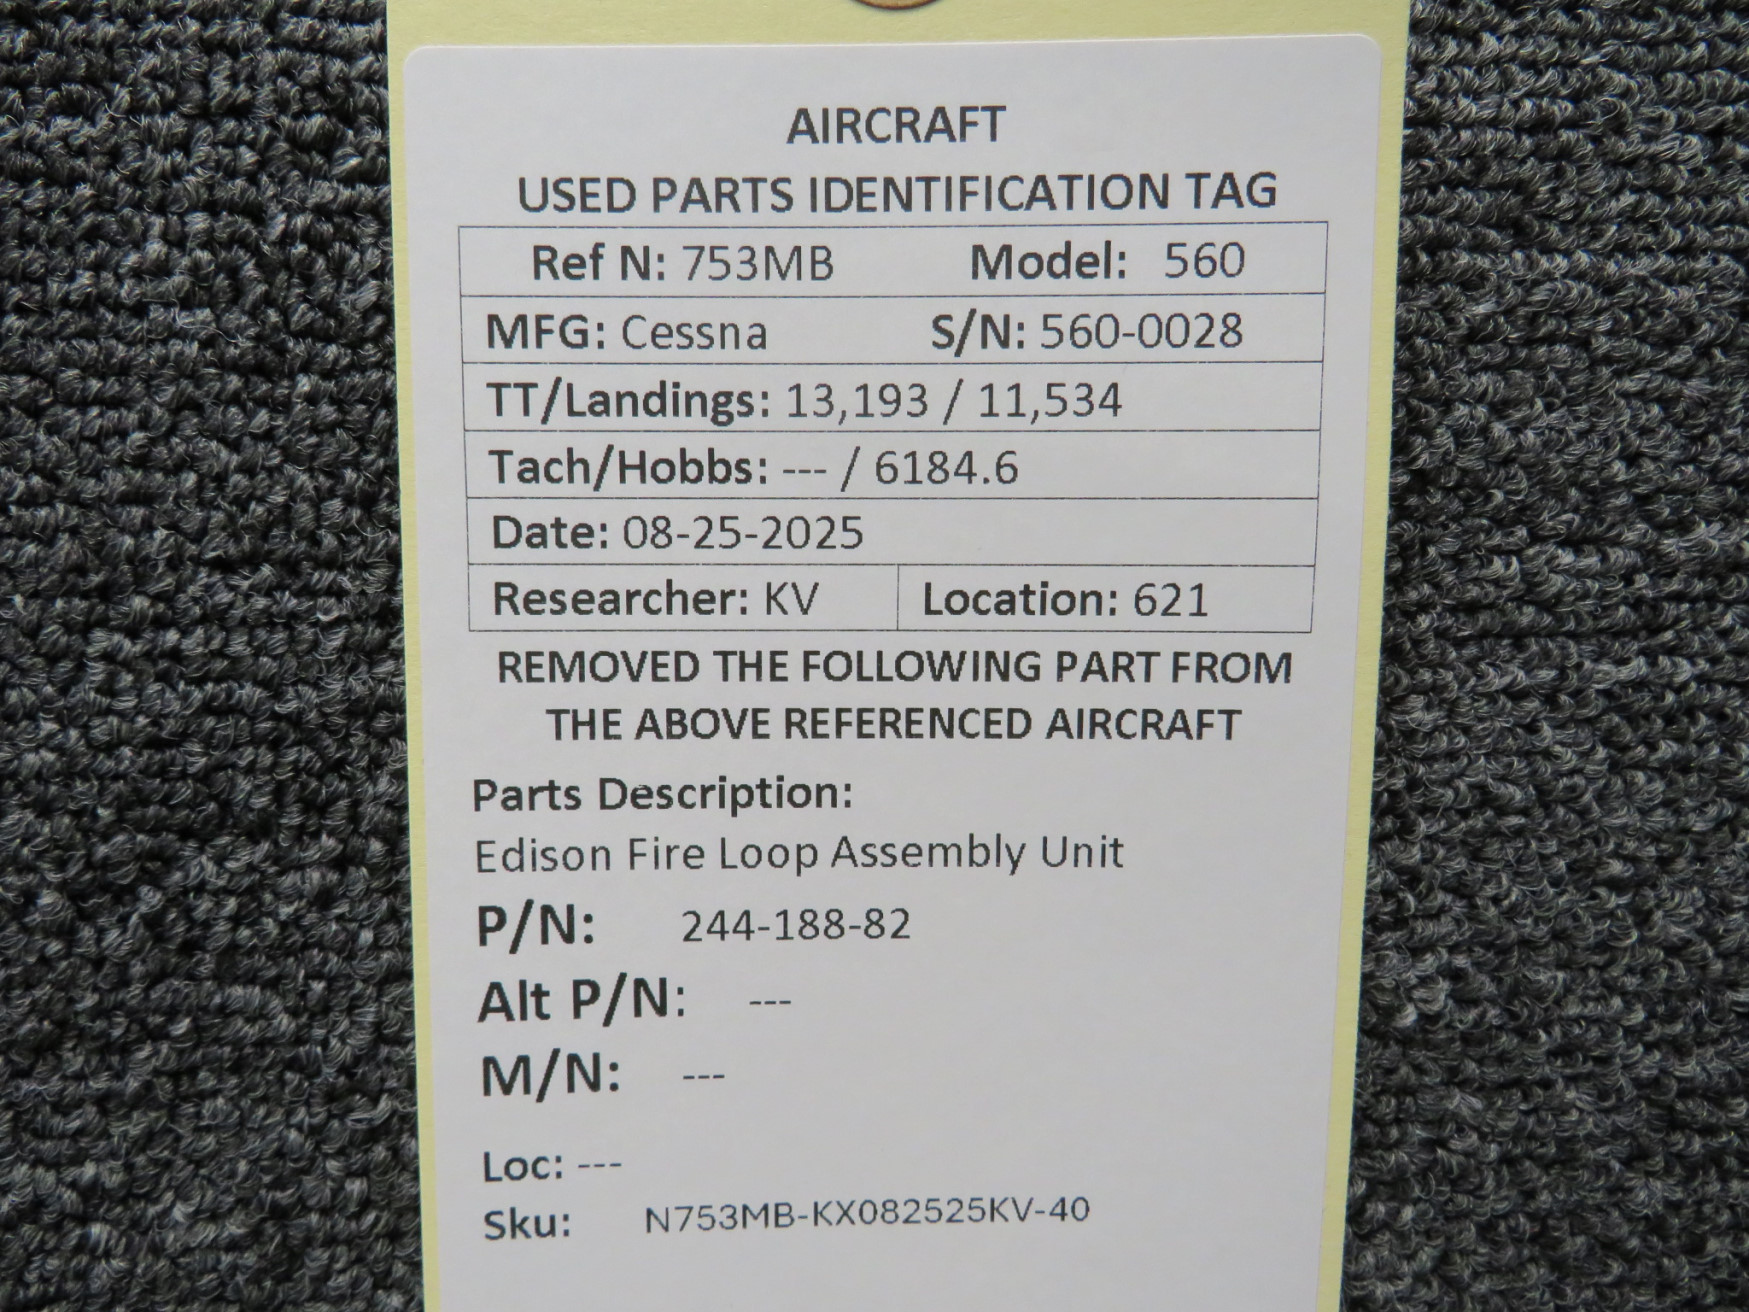 AIRCRAFT
USED PARTS IDENTIFICATION TAG
Ref N: 753MB Model: 560
MFG: Cessna S/N: 560-0028
TT/Landings: 13,193 / 11,534
Tach/Hobbs: --- / 6184.6
Date: 08-25-2025
Researcher: KV Location: 621
REMOVED THE FOLLOWING PART FROM
THE ABOVE REFERENCED AIRCRAFT
Parts Description:
Edison Fire Loop Assembly Unit
P/N: 244-188-82
Alt P/N: ---
M/N: ---
Loc: ---
Sku: N753MB-KX082525KV-40